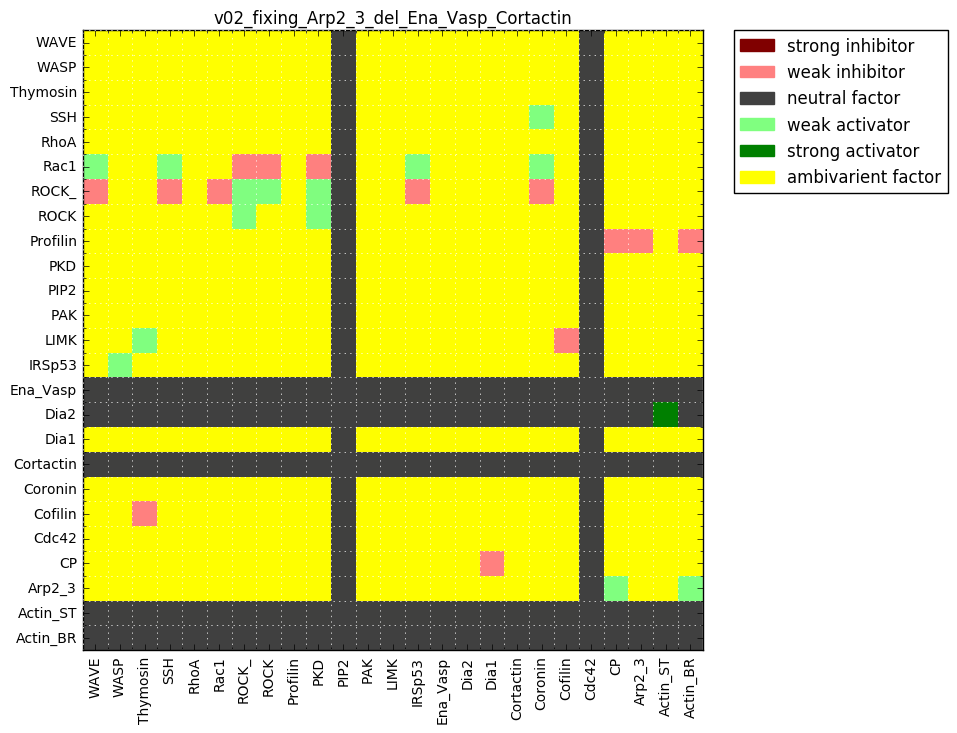 v02_fixing_Arp2_3_del_Ena_Vasp_Cortactin
WAVE
WASP
Thymosin
SSH
RhoA
Rac1
ROCK_
ROCK
Profilin
PKD
PIP2
PAK
LIMK
IRSp53
Ena_Vasp
Dia2
Dia1
Cortactin
Coronin
Cofilin
Cdc42
CP
Arp2_3
Actin_ST
Actin_BR
WAVE
WASP
Thymosin
SSH
RhoA
Rac1
ROCK_
ROCK
Profilin
PKD
PIP2
PAK
LIMK
IRSp53
Ena_Vasp
Dia2
Dia1
Cortactin
Coronin
Cofilin
Cdc42
CP
Arp2_3
Actin_ST
Actin_BR
strong inhibitor
weak inhibitor
neutral factor
weak activator
strong activator
ambivarient factor